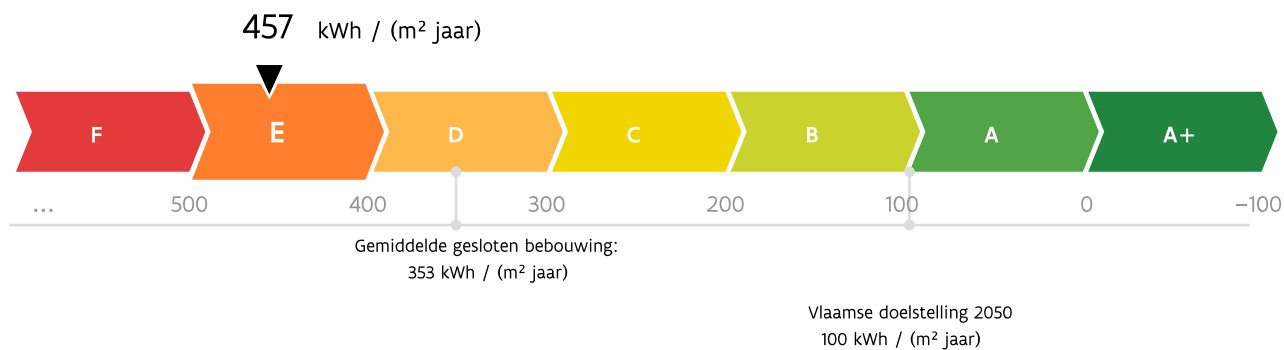 457 kWh / (m² jaar)
F E D C B A A+
... 500 400 300 200 100 0 −100
Gemiddelde gesloten bebouwing:
353 kWh / (m² jaar)
Vlaamse doelstelling 2050
100 kWh / (m² jaar)